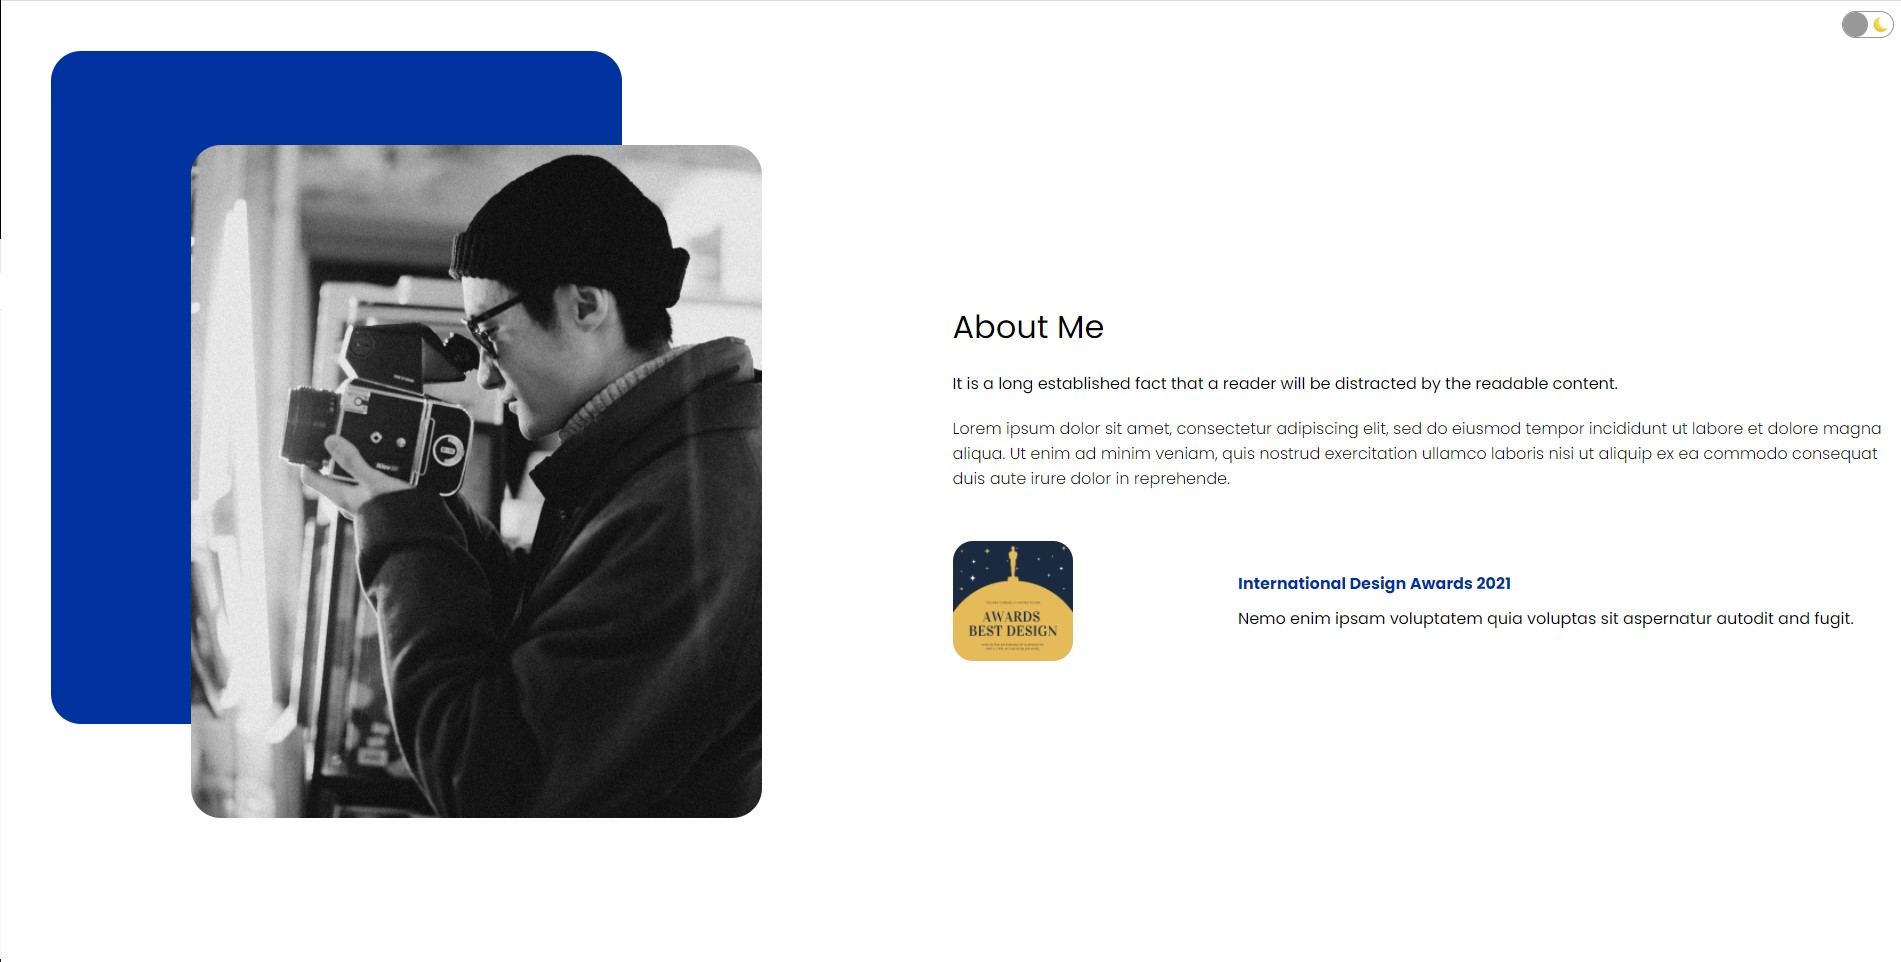 About Me
It is a long established fact that a reader will be distracted by the readable content.
Lorem ipsum dolor sit amet, consectetur adipiscing elit, sed do eiusmod tempor incididunt ut labore et dolore magna
aliqua. Ut enim ad minim veniam, quis nostrud exercitation ullamco laboris nisi ut aliquip ex ea commodo consequat
duis aute irure dolor in reprehende.
AWARDS
BEST DESIGN
International Design Awards 2021
Nemo enim ipsam voluptatem quia voluptas sit aspernatur autodit and fugit.